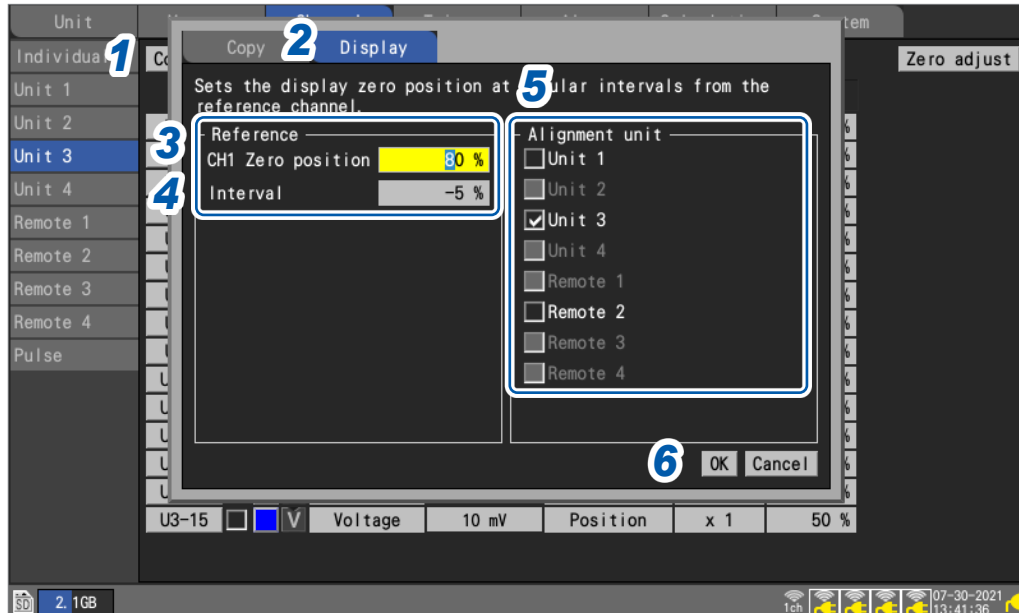 Unit
tem
Individua
1
Co
Copy
2
Display
Zero adjust
Unit 1
Unit 2
Unit 3
Unit 4
Remote 1
Remote 2
Remote 3
Remote 4
Pulse
Sets the display zero position at
5
ular intervals from the
reference channel.
3
Reference
CH1 Zero position
80 %
4
Interval
-5 %
Alignment unit
Unit 1
Unit 2
Unit 3
Unit 4
Remote 1
Remote 2
Remote 3
Remote 4
6
OK
Cancel
U3-15
V
Voltage
10 mV
Position
x 1
50 %
SD
2.1GB
1ch
07-30-2021
13:41:36